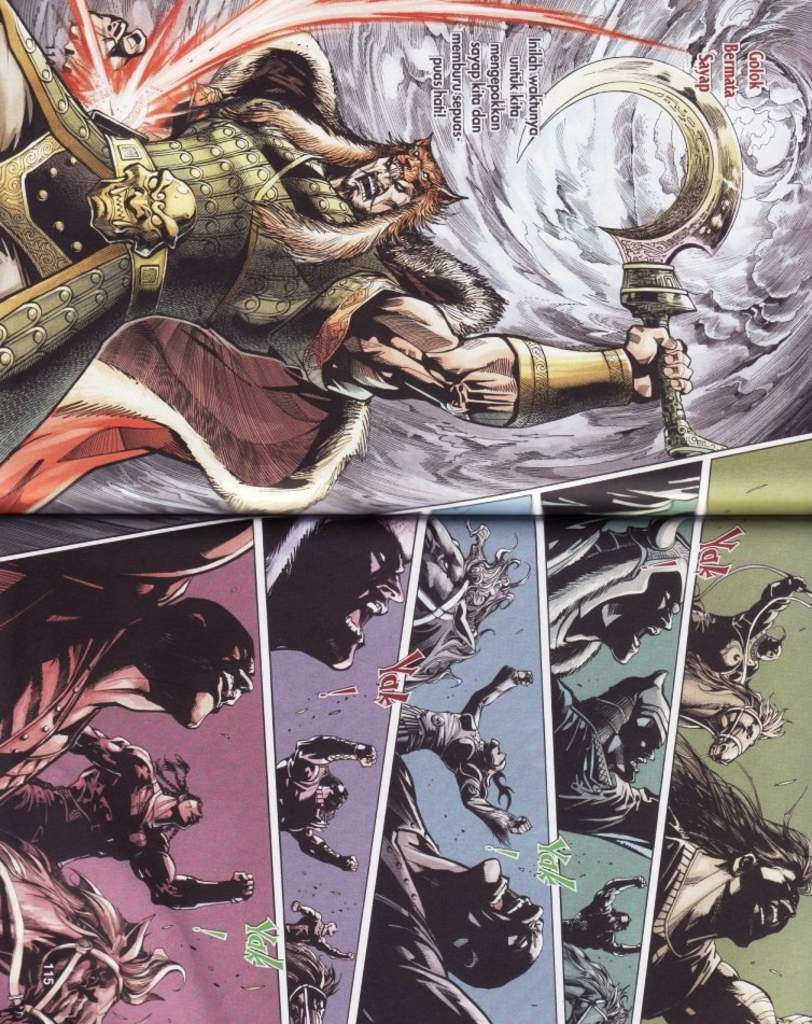 Golok
Bermata
Sayap
Inilah waktunya
untuk kita
mengepakkan
sayap dan
memburu sepuas-
puas hati!
114
Yak
!
Yak
!
Yak
!
Yak
!
115